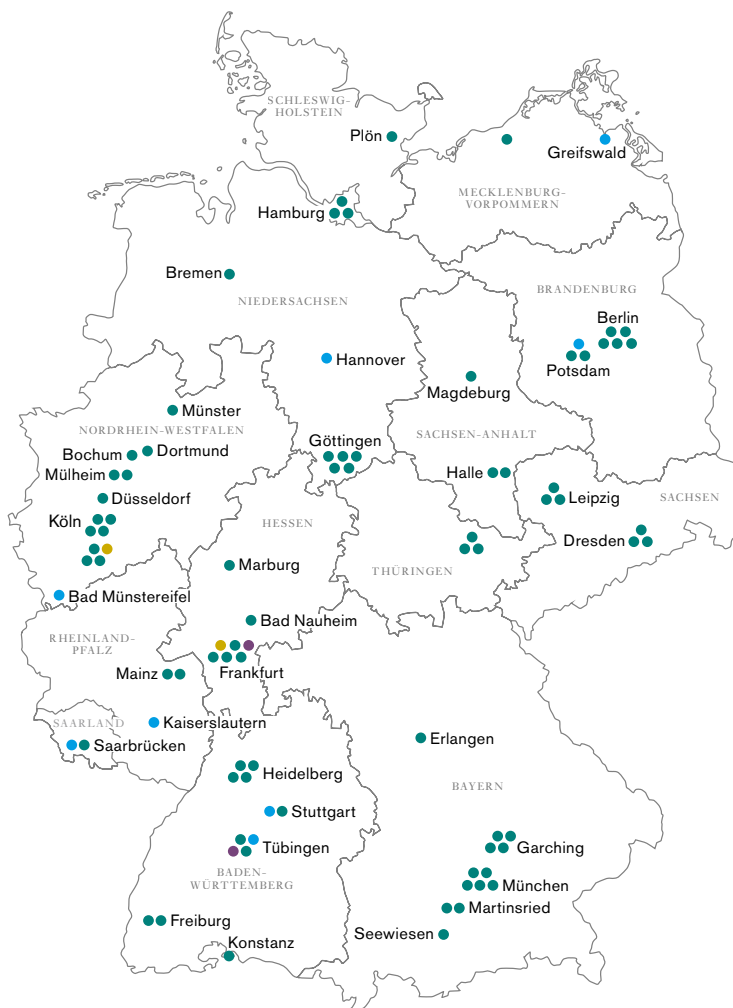 SCHLESWIG-
HOLSTEIN
Plön
Greifswald
MECKLENBURG-
VORPOMMERN
Hamburg
Bremen
NIEDERSACHSEN
BRANDENBURG
Berlin
Hannover
Potsdam
Magdeburg
Münster
NORDRHEIN-WESTFALEN
Göttingen
SACHSEN-ANHALT
Dortmund
Bochum
Mülheim
Halle
Düsseldorf
Leipzig
SACHSEN
Köln
HESSEN
Dresden
Marburg
THÜRINGEN
Bad Münstereifel
Bad Nauheim
RHEINLAND-
PFALZ
Mainz
Frankfurt
SAARLAND
Kaiserslautern
Saarbrücken
Erlangen
Heidelberg
BAYERN
Stuttgart
Tübingen
Garching
BADEN-
WÜRTTEMBERG
München
Martinsried
Freiburg
Seewiesen
Konstanz